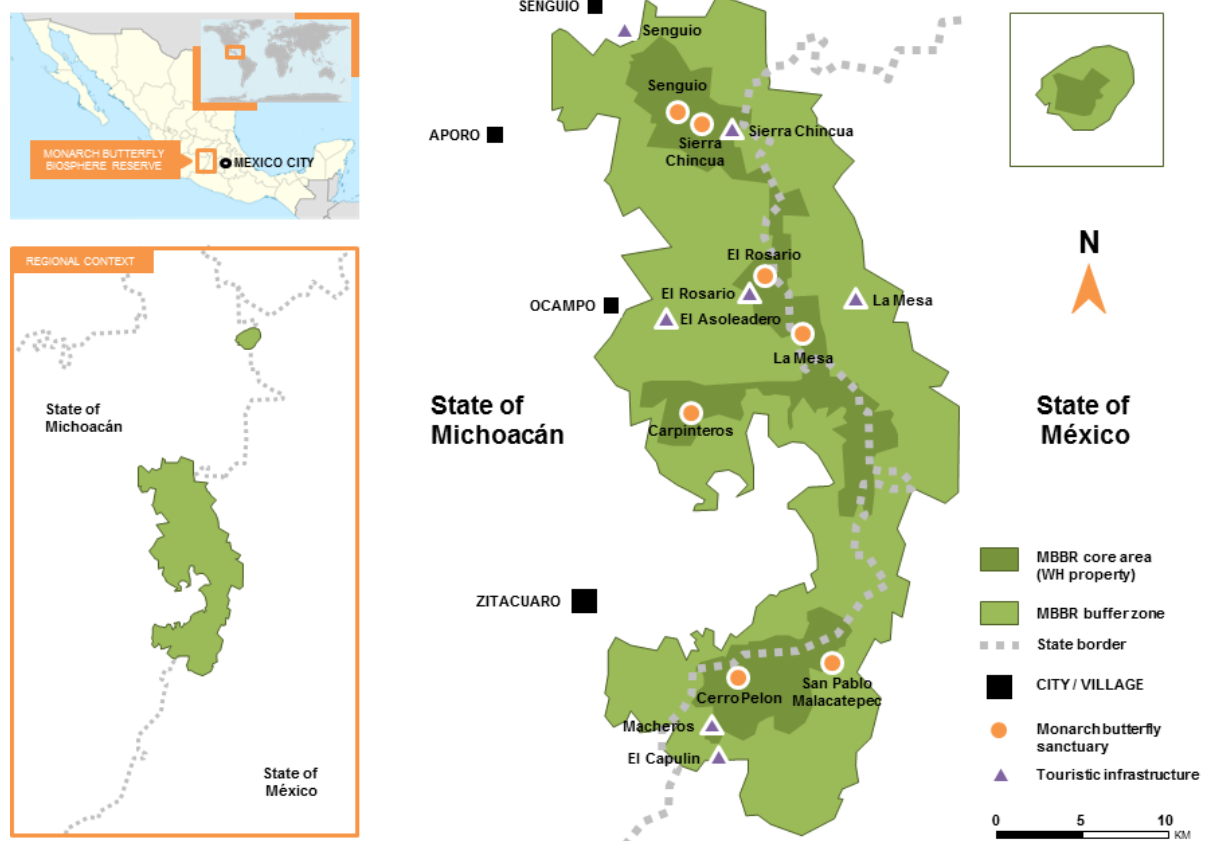 MONARCH BUTTERFLY
BIOSPHERE RESERVE
MEXICO CITY
REGIONAL CONTEXT
State of
Michoacán
State of
México
SENGUIO
Senguio
Senguio
APORO
Sierra Chincua
Sierra
Chincua
El Rosario
El Rosario
La Mesa
OCAMPO
El Asoleadero
La Mesa
State of
Michoacán
Carpinteros
ZITACUARO
San Pablo
Malacatepec
Cerro Pelon
Macheros
El Capulin
N
State of
México
MBBR core area
(WH property)
MBBR buffer zone
State border
CITY / VILLAGE
Monarch butterfly
sanctuary
Touristic infrastructure
0 5 10
KM